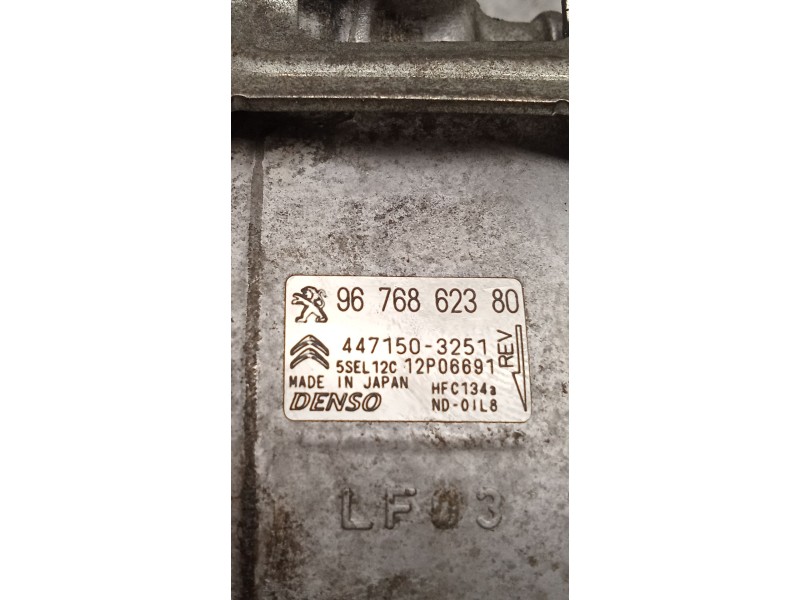 96 768 623 80
447150-3251
5SEL12C 12P06691
REV
MADE IN JAPAN HFC134a
DENSO ND-OIL8
LF03